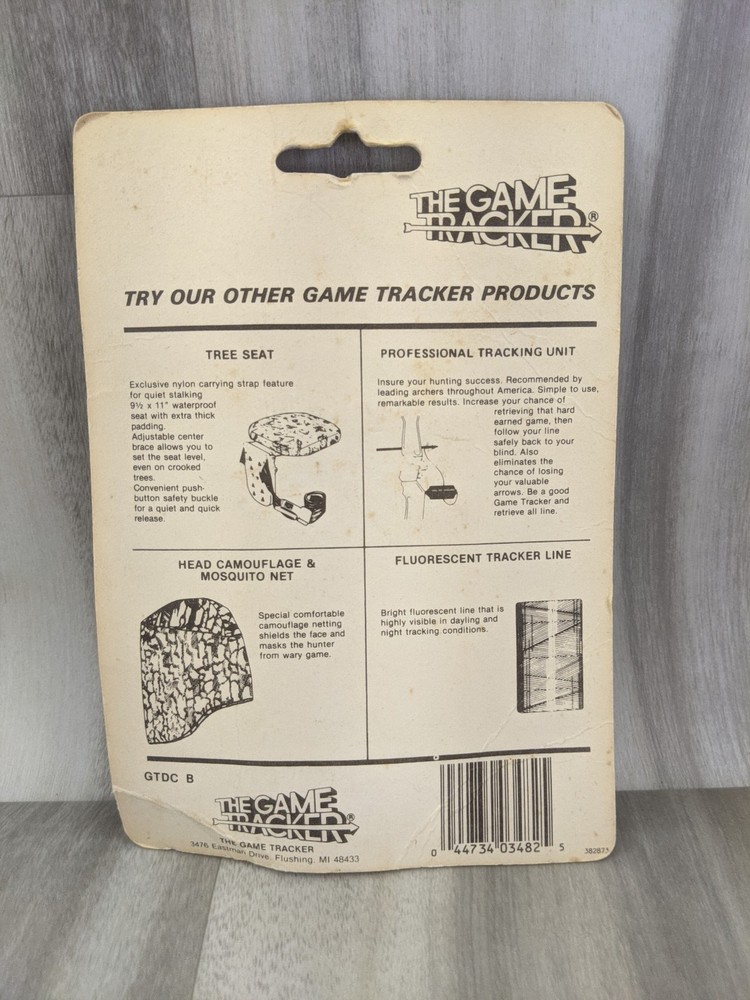 THE GAME
TRACKER®
TRY OUR OTHER GAME TRACKER PRODUCTS
TREE SEAT
Exclusive nylon carrying strap feature
for quiet stalking
9½ x 11" waterproof
seat with extra thick
padding.
Adjustable center
brace allows you to
set the seat level,
even on crooked
trees.
Convenient push-
button safety buckle
for a quiet and quick
release.
PROFESSIONAL TRACKING UNIT
Insure your hunting success. Recommended by
leading archers throughout America. Simple to use,
remarkable results. Increase your chance of
retrieving that hard
earned game, then
follow your line
safely back to your
blind. Also
eliminates the
chance of losing
your valuable
arrows. Be a good
Game Tracker and
retrieve all line.
HEAD CAMOUFLAGE &
MOSQUITO NET
Special comfortable
camouflage netting
shields the face and
masks the hunter
from wary game.
FLUORESCENT TRACKER LINE
Bright fluorescent line that is
highly visible in dayling and
night tracking conditions.
GTDC B
THE GAME
TRACKER®
THE GAME TRACKER
3476 Eastman Drive, Flushing, MI 48433
0 44734 03482 5
382873